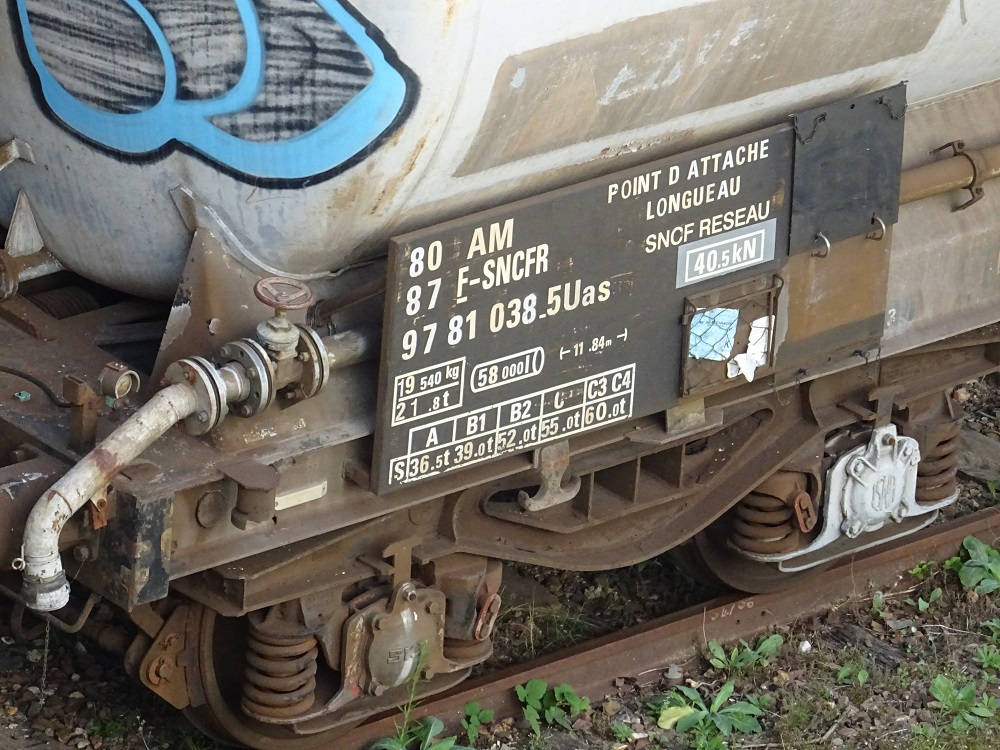 POINT D ATTACHE
LONGUEAU
SNCF RESEAU
40.5kN
80 AM
87 F-SNCFR
97 81 038.5Uas
19 540 kg
21 .8t
58 000 l
11 .84m
A B1 B2 C C3 C4
S 36.5t 39.0t 52.0t 55.0t 60.0t
SNR